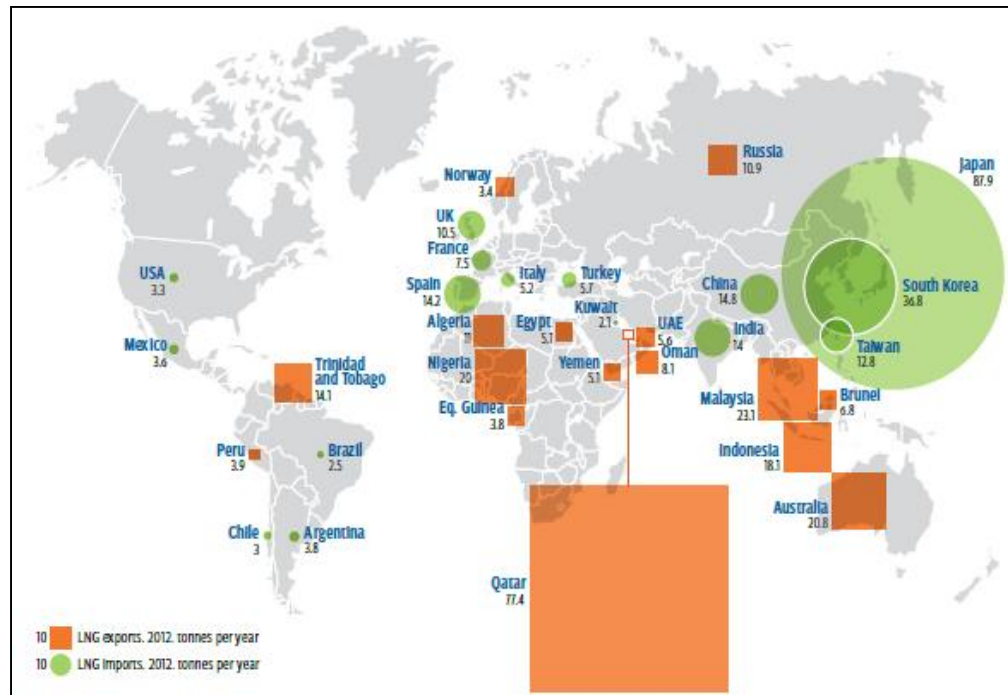 Russia
10.9
Japan
87.9
Norway
3.4
UK
10.5
France
7.5
Italy
5.2
Turkey
5.7
USA
3.3
Spain
14.2
China
14.8
South Korea
36.8
Kuwait
2.1
Algeria
11
Egypt
5.1
UAE
5.6
India
14
Taiwan
12.8
Mexico
3.6
Oman
8.1
Trinidad
and Tobago
14.1
Nigeria
20
Yemen
5.1
Malaysia
23.1
Brunei
6.8
Eq. Guinea
3.8
Peru
3.9
Brazil
2.5
Indonesia
18.1
Australia
20.8
Chile
3
Argentina
3.8
Qatar
77.4
10 LNG exports. 2012. tonnes per year
10 LNG imports. 2012. tonnes per year